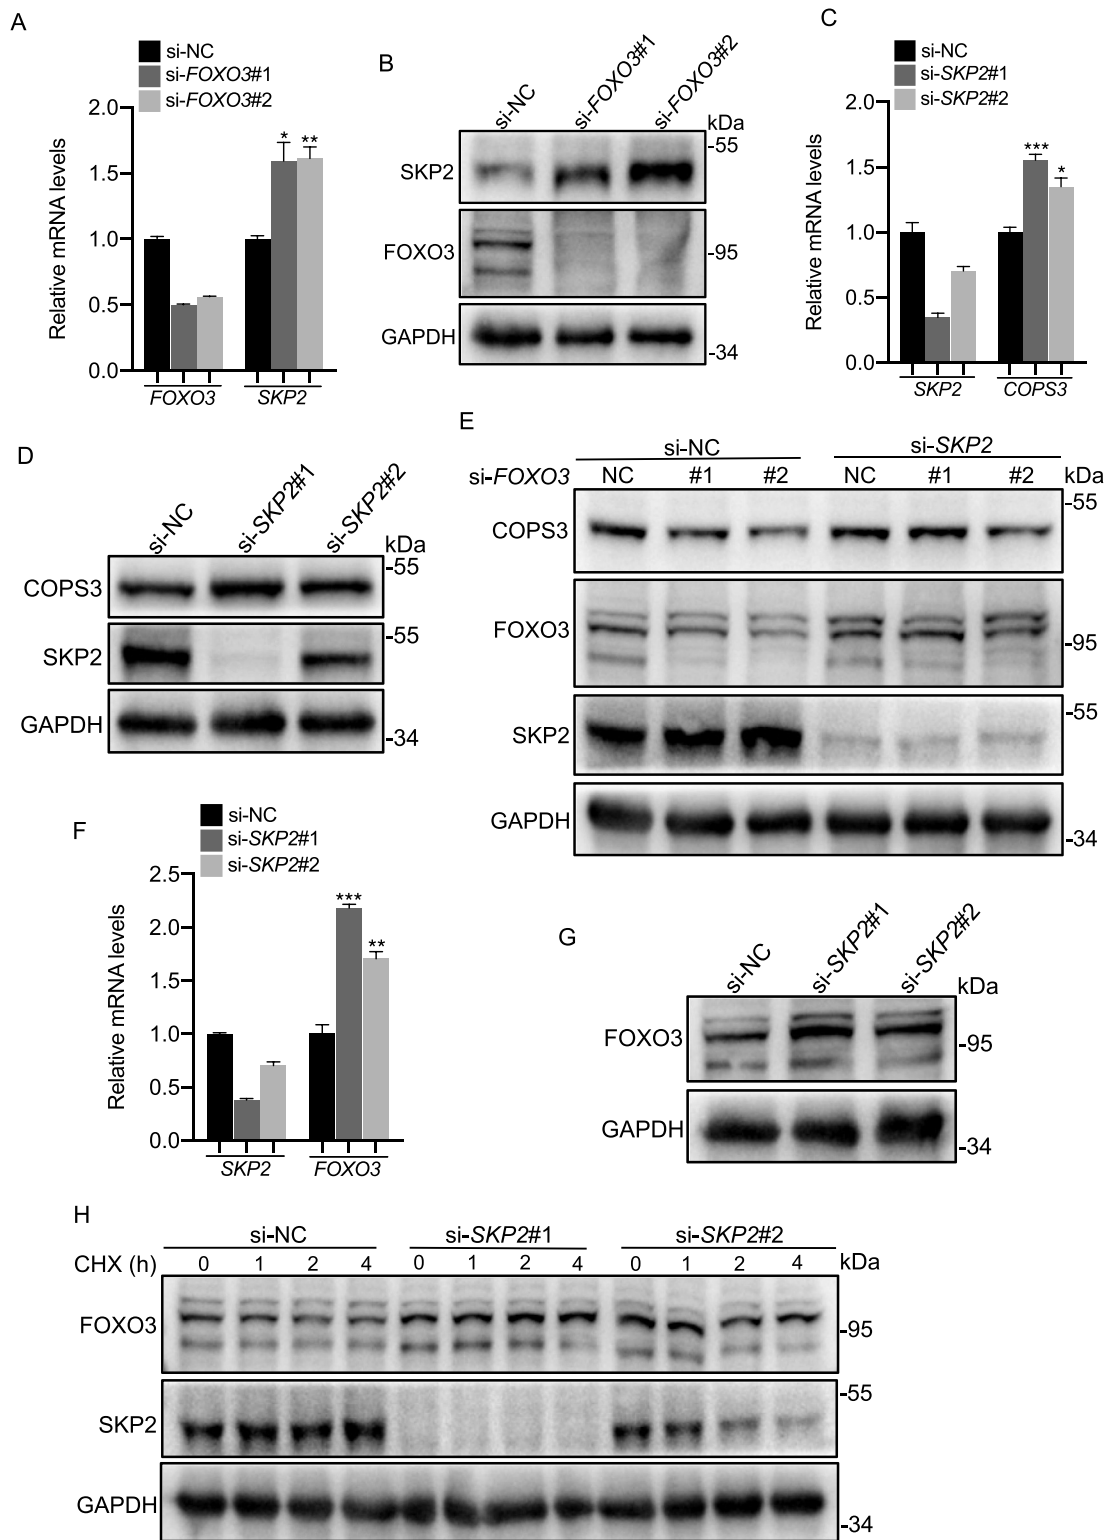 A
si-NC
si-FOXO3#1
si-FOXO3#2
Relative mRNA levels
2.0
1.5
1.0
0.5
0.0
* **
FOXO3 SKP2
B
si-NC si-FOXO3#1 si-FOXO3#2
kDa
SKP2 -55
FOXO3 -95
GAPDH -34
C
si-NC
si-SKP2#1
si-SKP2#2
Relative mRNA levels
2.0
1.5
1.0
0.5
0.0
*** *
SKP2 COPS3
D
si-NC si-SKP2#1 si-SKP2#2
kDa
COPS3 -55
SKP2 -55
GAPDH -34
E
si-NC si-SKP2
si-FOXO3 NC #1 #2 NC #1 #2 kDa
COPS3 -55
FOXO3 -95
SKP2 -55
GAPDH -34
F
si-NC
si-SKP2#1
si-SKP2#2
Relative mRNA levels
2.5
2.0
1.5
1.0
0.5
0.0
*** **
SKP2 FOXO3
G
si-NC si-SKP2#1 si-SKP2#2
kDa
FOXO3 -95
GAPDH -34
H
si-NC si-SKP2#1 si-SKP2#2
CHX (h) 0 1 2 4 0 1 2 4 0 1 2 4 kDa
FOXO3 -95
SKP2 -55
GAPDH -34